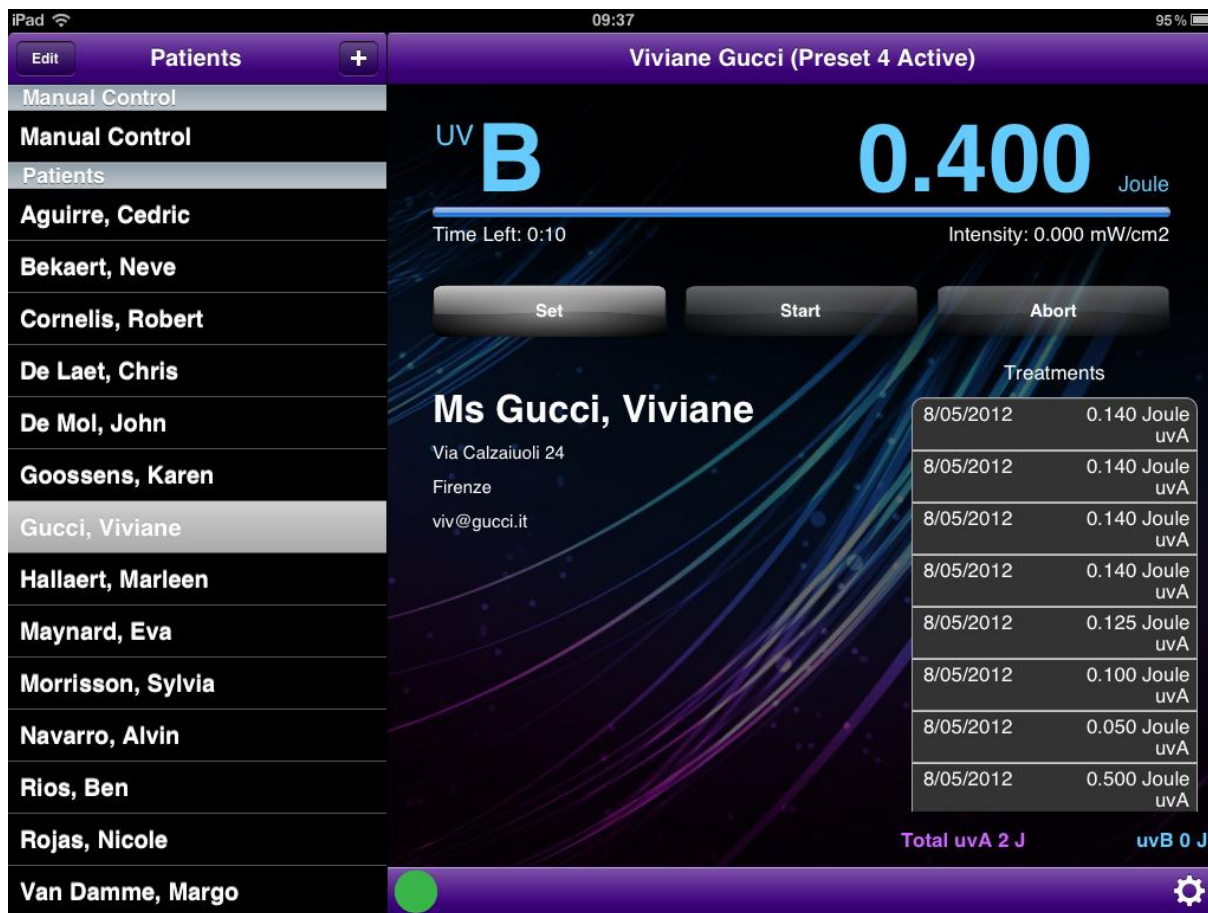 iPad 09:37 95 %
Edit Patients + Viviane Gucci (Preset 4 Active)
Manual Control
Manual Control
Patients
Aguirre, Cedric
Bekaert, Neve
Cornelis, Robert
De Laet, Chris
De Mol, John
Goossens, Karen
Gucci, Viviane
Hallaert, Marleen
Maynard, Eva
Morrisson, Sylvia
Navarro, Alvin
Rios, Ben
Rojas, Nicole
Van Damme, Margo
UV B 0.400 Joule
Time Left: 0:10 Intensity: 0.000 mW/cm2
Set Start Abort
Ms Gucci, Viviane
Via Calzaiuoli 24
Firenze
viv@gucci.it
Treatments
8/05/2012 0.140 Joule
uvA
8/05/2012 0.140 Joule
uvA
8/05/2012 0.140 Joule
uvA
8/05/2012 0.140 Joule
uvA
8/05/2012 0.125 Joule
uvA
8/05/2012 0.100 Joule
uvA
8/05/2012 0.050 Joule
uvA
8/05/2012 0.500 Joule
uvA
Total uvA 2 J uvB 0 J